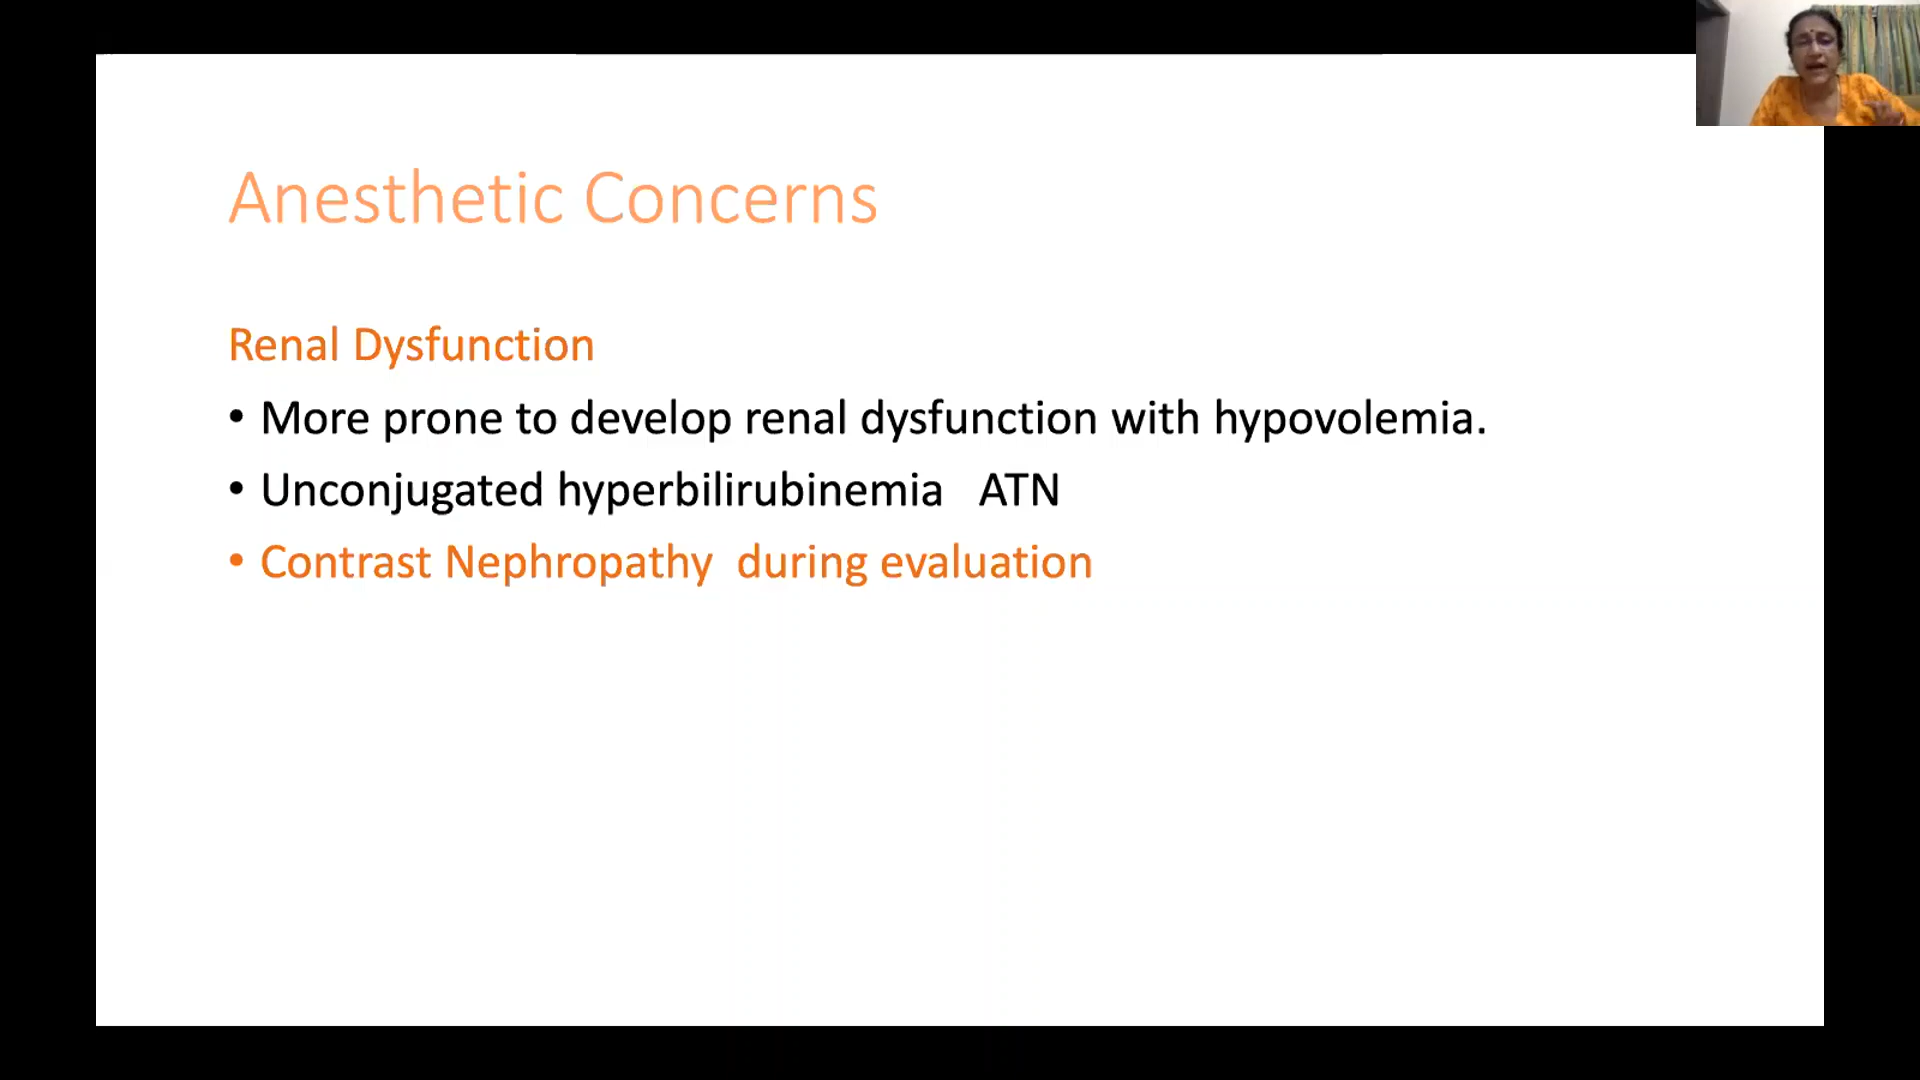 Anesthetic Concerns
Renal Dysfunction
• More prone to develop renal dysfunction with hypovolemia.
• Unconjugated hyperbilirubinemia   ATN
• Contrast Nephropathy  during evaluation